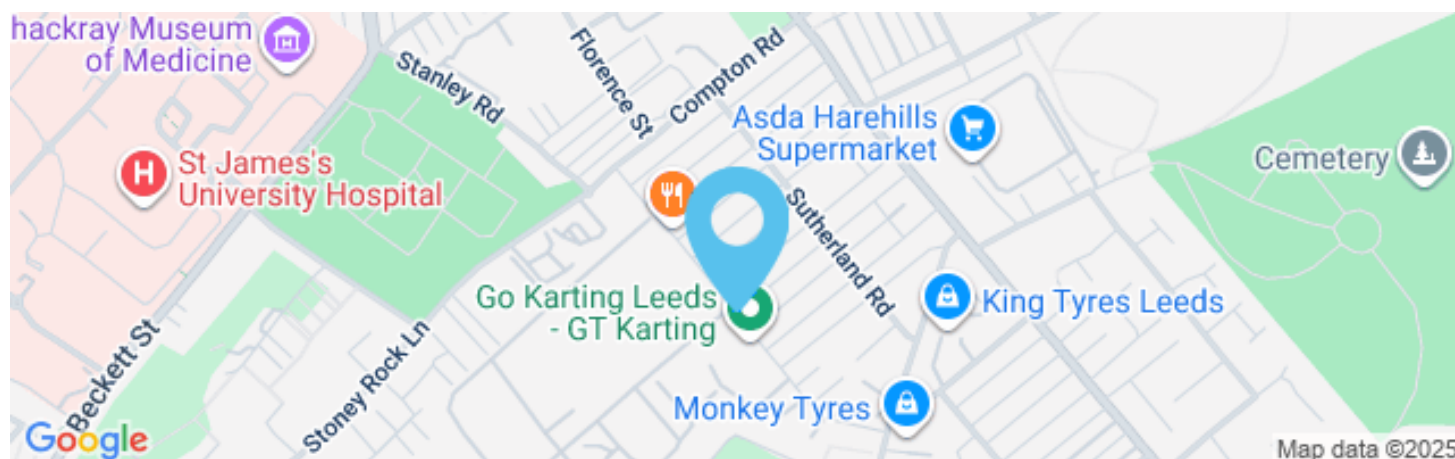 hackray Museum
of Medicine
Stanley Rd
Florence St
Compton Rd
Asda Harehills
Supermarket
Cemetery
H
St James's
University Hospital
Sutherland Rd
Go Karting Leeds
- GT Karting
King Tyres Leeds
Beckett St
Stoney Rock Ln
Monkey Tyres
Google
Map data ©2025